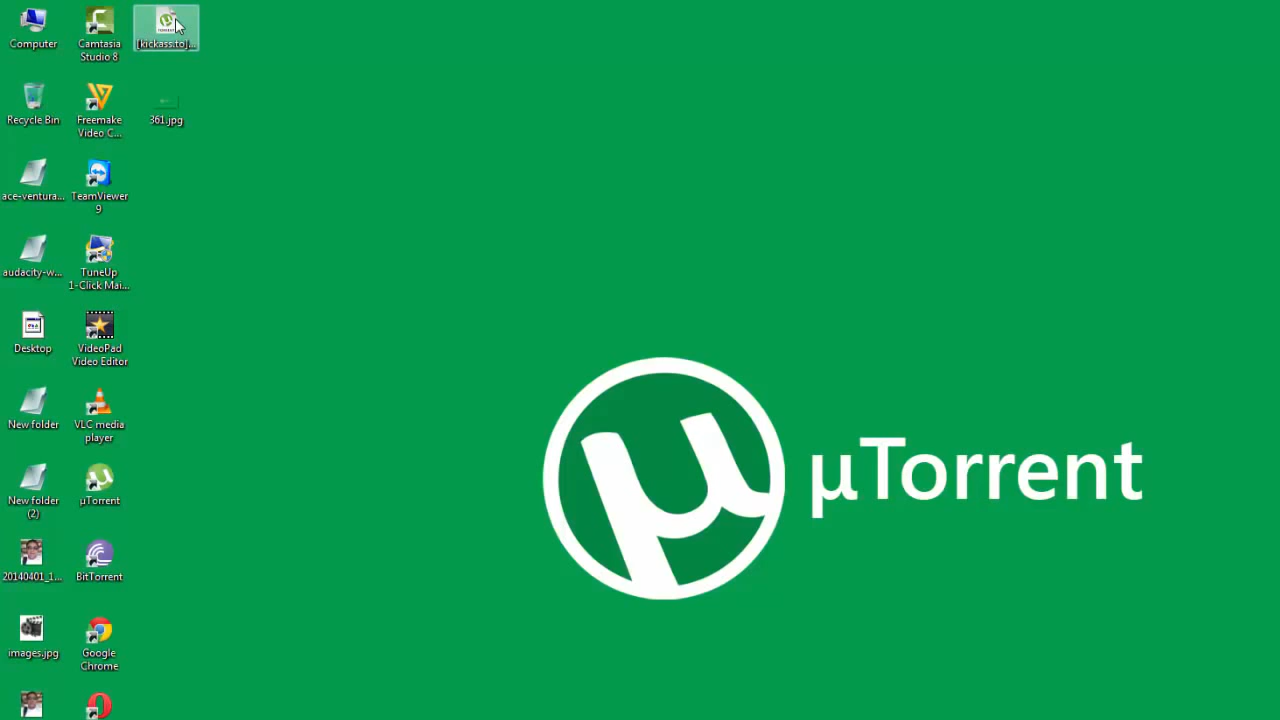 Computer
Camtasia
Studio 8
[kickass.to]...
Recycle Bin
Freemake
Video C...
361.jpg
ace-ventura...
TeamViewer
9
audacity-w...
TuneUp
1-Click Mai...
Desktop
VideoPad
Video Editor
New folder
VLC media
player
New folder
(2)
µTorrent
20140401_1...
BitTorrent
images.jpg
Google
Chrome
µTorrent